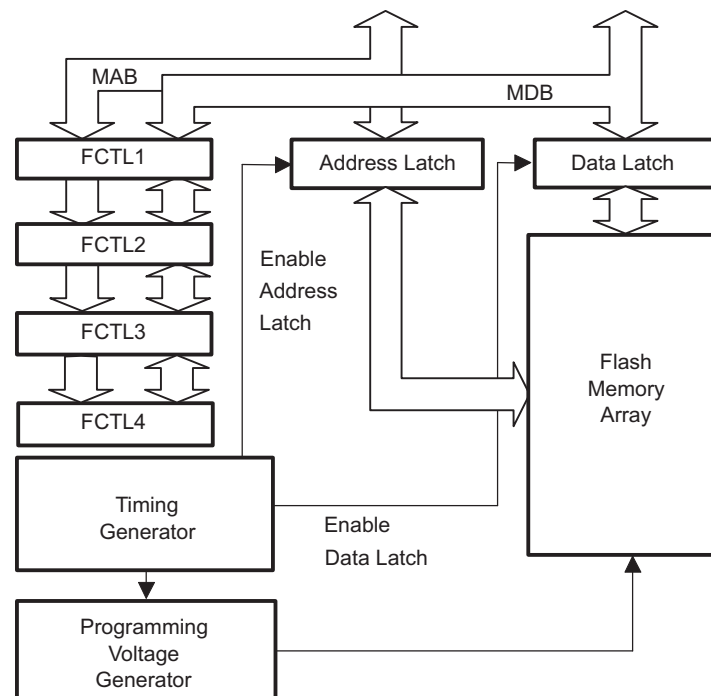 MAB
MDB
FCTL1
Address Latch
Data Latch
FCTL2
Enable
Address
Latch
FCTL3
Flash
Memory
Array
FCTL4
Timing
Generator
Enable
Data Latch
Programming
Voltage
Generator